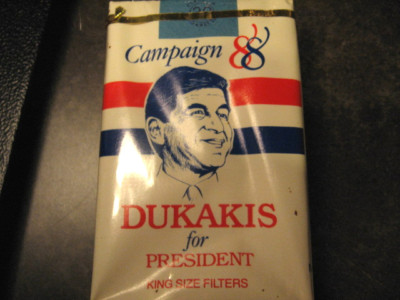 Campaign '88
DUKAKIS
for
PRESIDENT
KING SIZE FILTERS